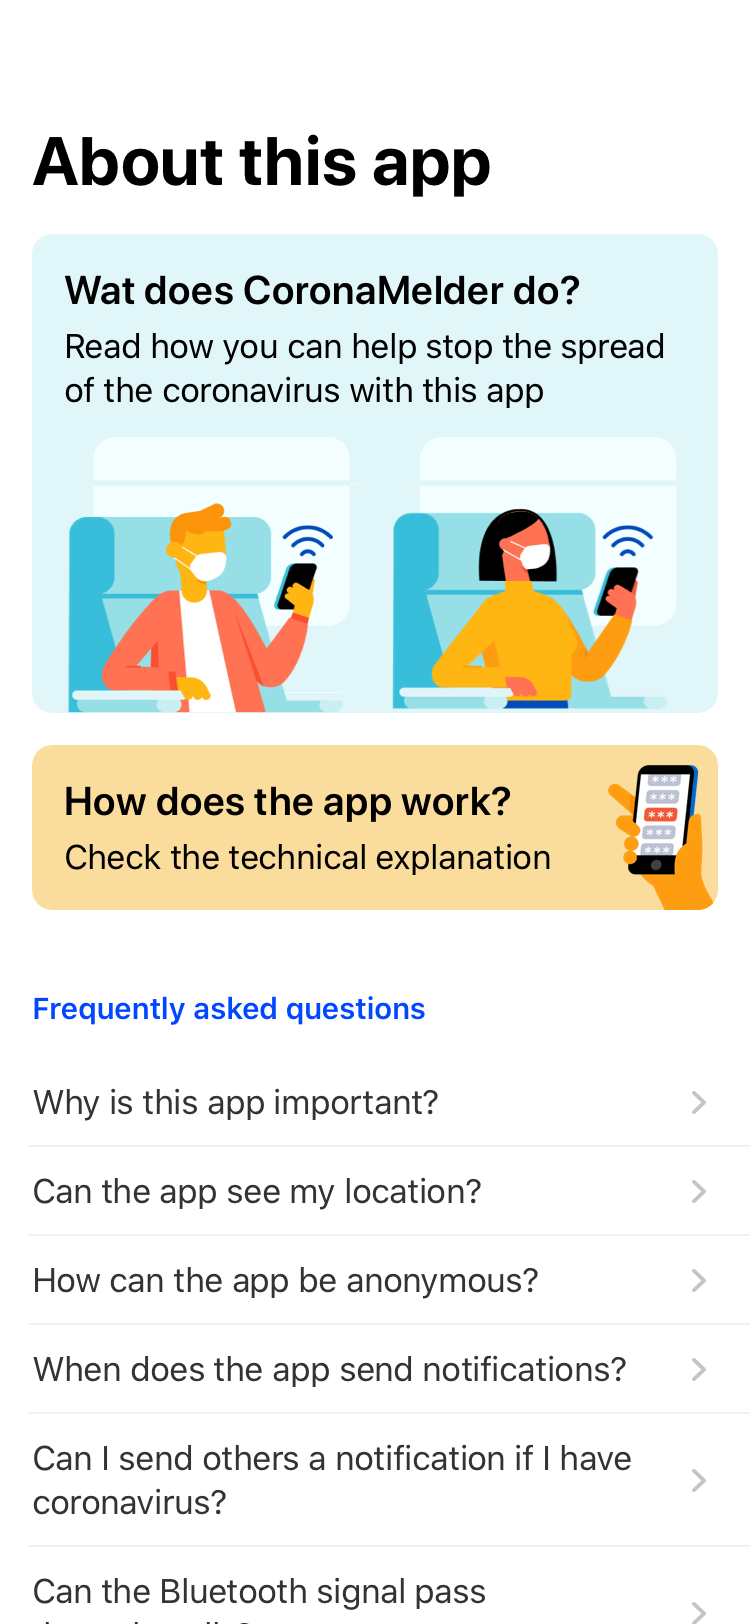 About this app
Wat does CoronaMelder do?
Read how you can help stop the spread
of the coronavirus with this app
How does the app work?
Check the technical explanation
***
***
***
***
***
Frequently asked questions
Why is this app important?
Can the app see my location?
How can the app be anonymous?
When does the app send notifications?
Can I send others a notification if I have
coronavirus?
Can the Bluetooth signal pass